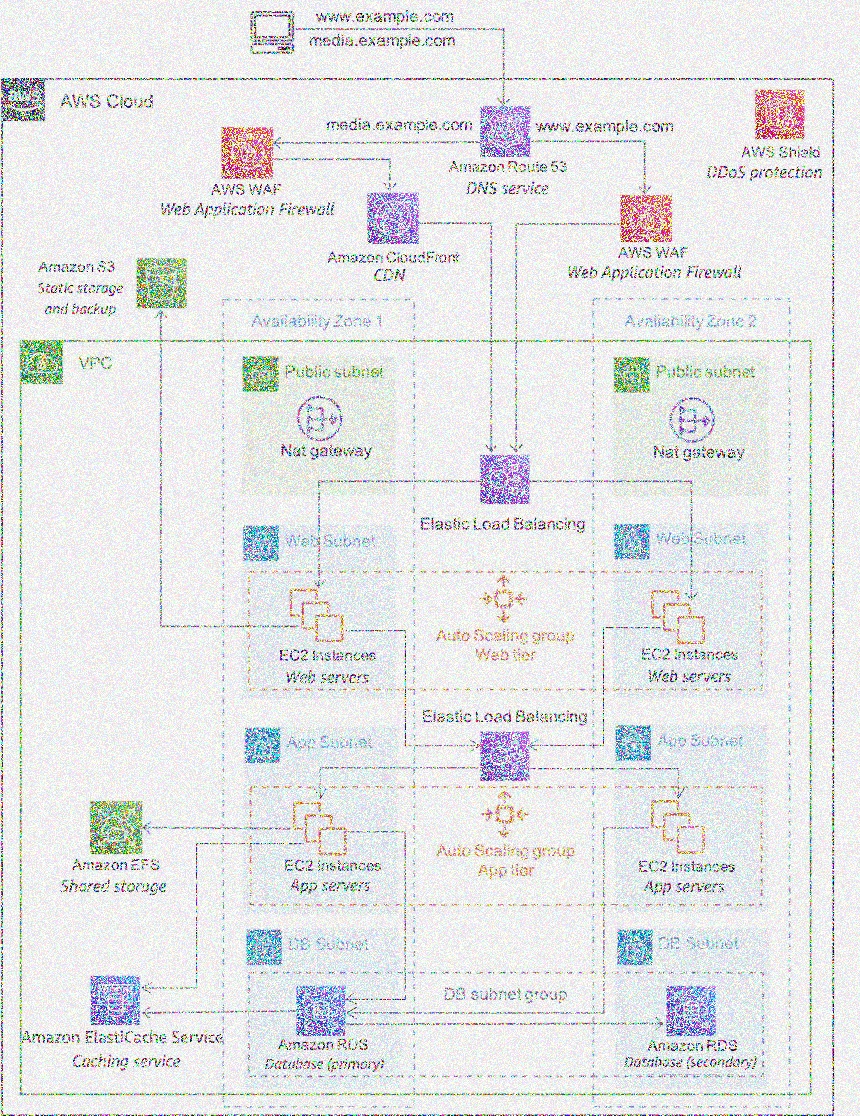 www.example.com
media.example.com
AWS Cloud
media.example.com
www.example.com
Amazon Route 53
DNS service
AWS Shield
DDoS protection
AWS WAF
Web Application Firewall
Amazon CloudFront
CDN
AWS WAF
Web Application Firewall
Amazon S3
Static storage
and backup
Availability Zone 1
Availability Zone 2
VPC
Public subnet
Public subnet
Nat gateway
Nat gateway
Elastic Load Balancing
Web Subnet
Web Subnet
Auto Scaling group
Web tier
EC2 Instances
Web servers
EC2 Instances
Web servers
Elastic Load Balancing
App Subnet
App Subnet
Auto Scaling group
App tier
EC2 Instances
App servers
EC2 Instances
App servers
Amazon EFS
Shared storage
DB Subnet
DB Subnet
DB subnet group
Amazon ElastiCache Service
Caching service
Amazon RDS
Database (primary)
Amazon RDS
Database (secondary)